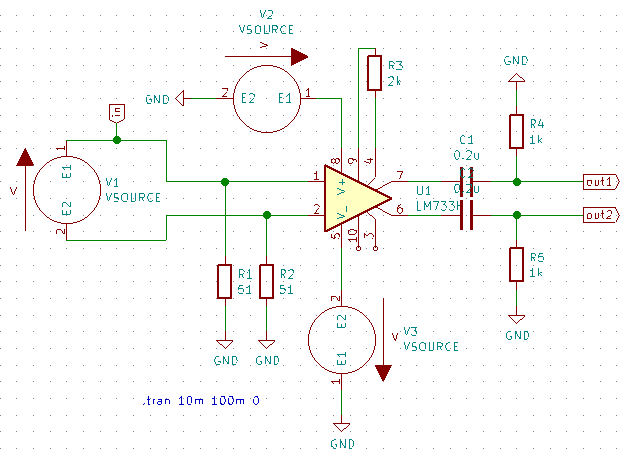 V2
VSOURCE
V
GND
2
E2
E1
1
R3
2k
GND
in
R4
1k
8
9
4
C1
0.2u
1
E1
V
E2
2
V1
VSOURCE
1
2
V+
V-
7
6
U1
LM733H
0.2u
out1
out2
5
10
3
R1
51
R2
51
R5
1k
GND
GND
2
E2
E1
1
V
V3
VSOURCE
GND
.tran 10m 100m 0
GND